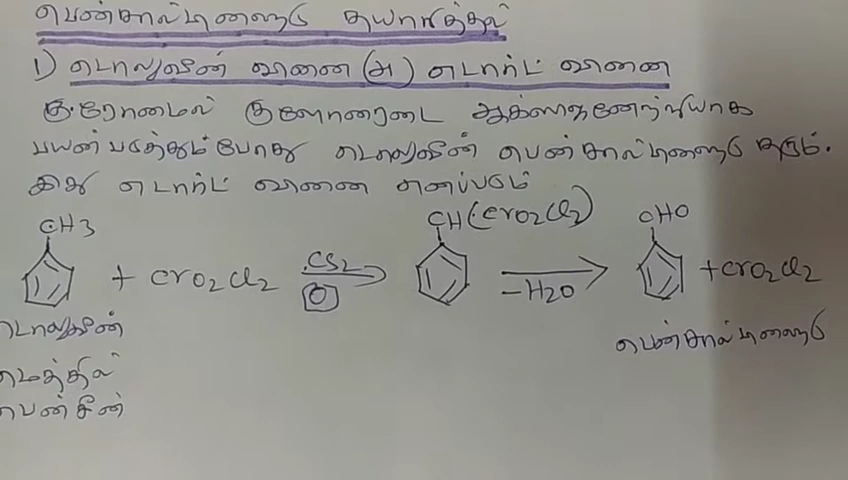 பென்சால்டிஹைடு தயாரித்தல்
1) டொலுவீன் வினை (அ) எடார்ட் வினை
குரோமைல் குளோரைடை ஆக்ஸிஜனேற்றியாக
பயன்படுத்தும்போது டொலுவீன் பென்சால்டிஹைடு தரும்.
இது எடார்ட் வினை எனப்படும்
CH3 CH(CrO2Cl2) CHO
+ CrO2Cl2 CS2 [O] -H2O + CrO2Cl2
டொலுவீன் பென்சால்டிஹைடு
மெத்தில்
பென்சீன்